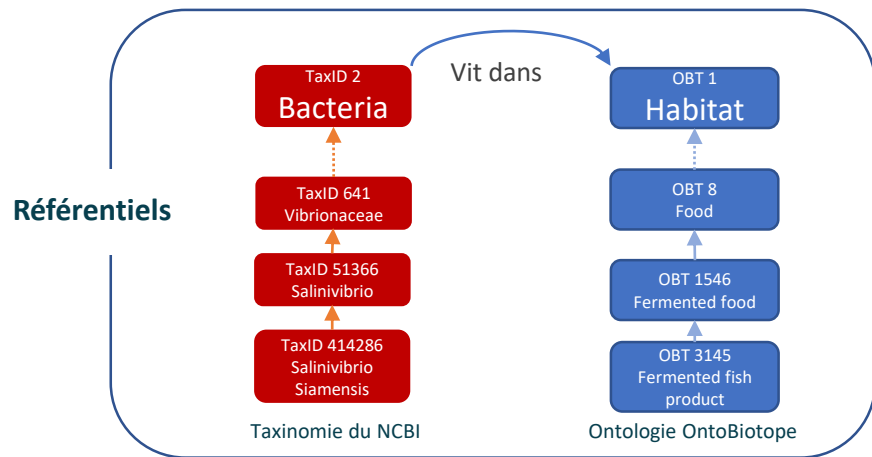 TaxID 2
Bacteria
Vit dans
OBT 1
Habitat
Référentiels
TaxID 641
Vibrionaceae
OBT 8
Food
TaxID 51366
Salinivibrio
OBT 1546
Fermented food
TaxID 414286
Salinivibrio
Siamensis
OBT 3145
Fermented fish
product
Taxinomie du NCBI
Ontologie OntoBiotope